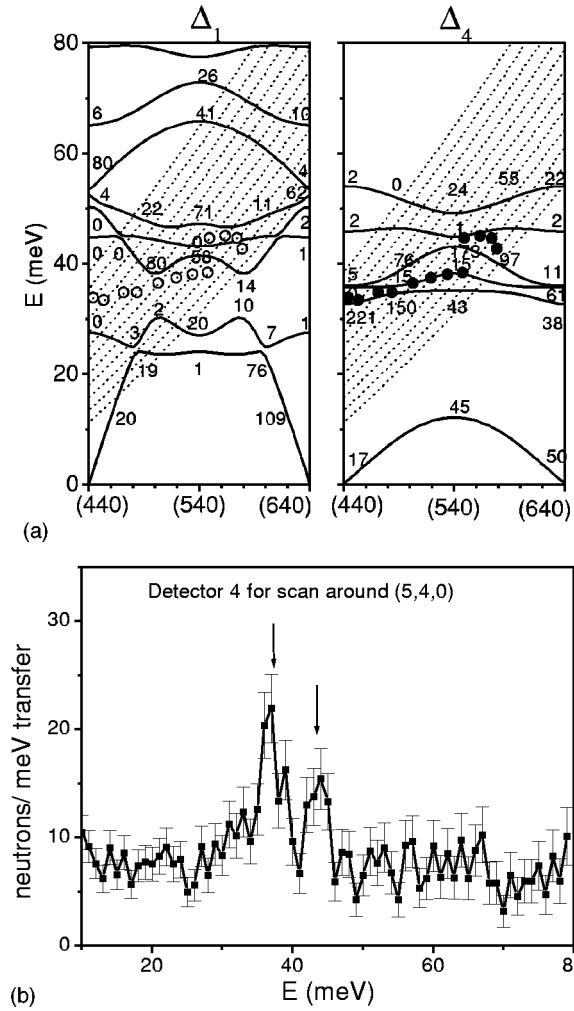 Δ1 Δ4
80
60
40
20
0
E (meV)
26
6 10
41
80 4
4 62
22 71 11
0 2
0 0 0 1
80 58
14
2 10
0 20 1
3 7
19 1 76
20 109
(440) (540) (640)
2 0 24 58 22
2 1 2
76 175 97
5 15 11
221 150 43 61
38
45
17 50
(440) (540) (640)
(a)
Detector 4 for scan around (5,4,0)
30
20
10
0
neutrons/ meV transfer
20 40 60 8
E (meV)
(b)